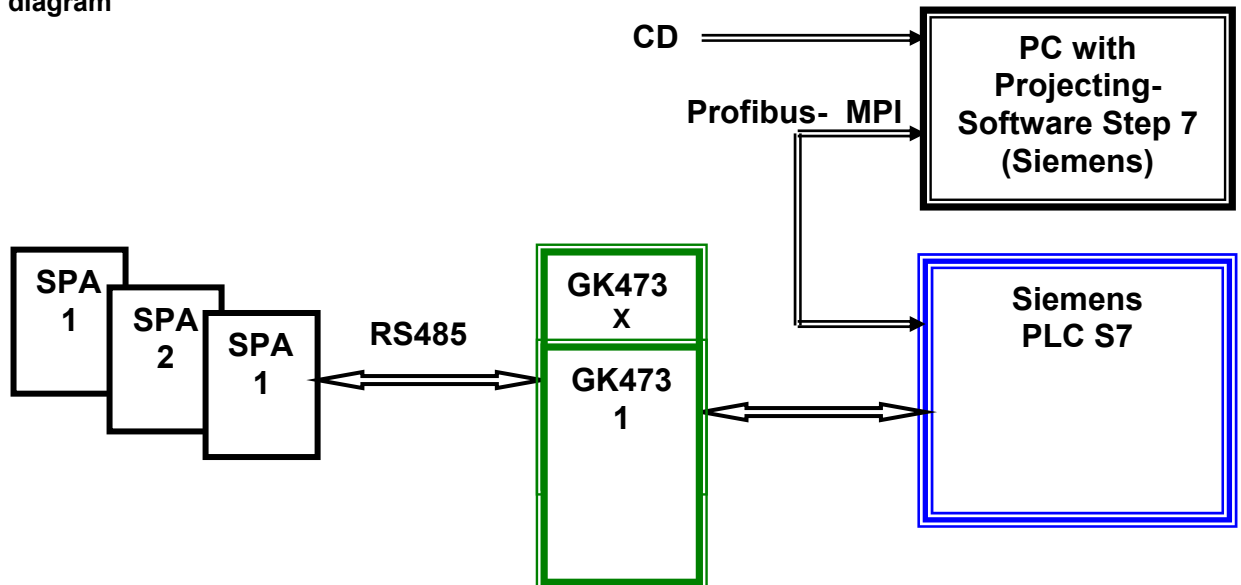 diagram
CD
PC with
Projecting-
Software Step 7
(Siemens)
Profibus- MPI
SPA
1
SPA
2
SPA
1
RS485
GK473
X
GK473
1
Siemens
PLC S7